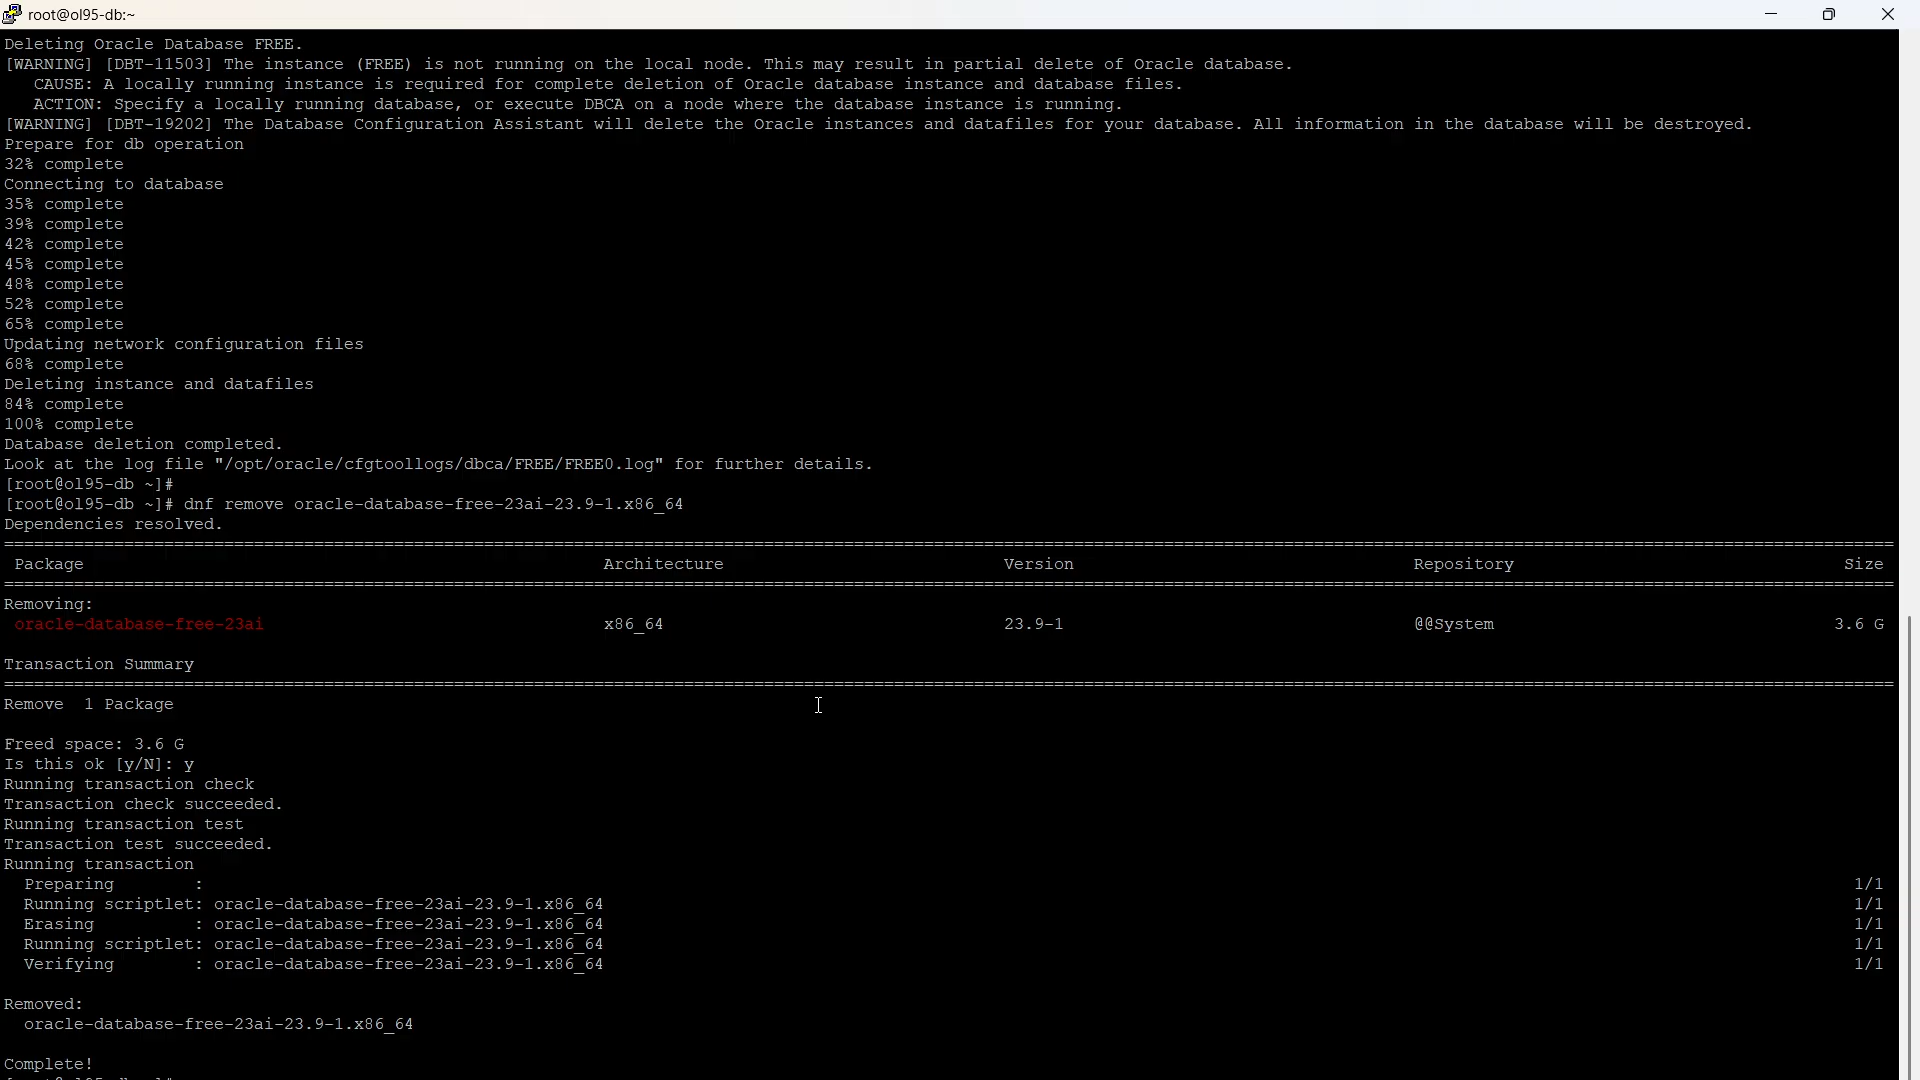 root@ol95-db:~
Deleting Oracle Database FREE.
[WARNING] [DBT-11503] The instance (FREE) is not running on the local node. This may result in partial delete of Oracle database.
CAUSE: A locally running instance is required for complete deletion of Oracle database instance and database files.
ACTION: Specify a locally running database, or execute DBCA on a node where the database instance is running.
[WARNING] [DBT-19202] The Database Configuration Assistant will delete the Oracle instances and datafiles for your database. All information in the database will be destroyed.
Prepare for db operation
32% complete
Connecting to database
35% complete
39% complete
42% complete
45% complete
48% complete
52% complete
65% complete
Updating network configuration files
68% complete
Deleting instance and datafiles
84% complete
100% complete
Database deletion completed.
Look at the log file "/opt/oracle/cfgtoollogs/dbca/FREE/FREE0.log" for further details.
[root@ol95-db ~]#
[root@ol95-db ~]# dnf remove oracle-database-free-23ai-23.9-1.x86_64
Dependencies resolved.
================================================================================
Package Architecture Version Repository Size
================================================================================
Removing:
oracle-database-free-23ai x86_64 23.9-1 @@System 3.6 G
Transaction Summary
================================================================================
Remove  1 Package
Freed space: 3.6 G
Is this ok [y/N]: y
Running transaction check
Transaction check succeeded.
Running transaction test
Transaction test succeeded.
Running transaction
Preparing : 1/1
Running scriptlet: oracle-database-free-23ai-23.9-1.x86_64 1/1
Erasing : oracle-database-free-23ai-23.9-1.x86_64 1/1
Running scriptlet: oracle-database-free-23ai-23.9-1.x86_64 1/1
Verifying : oracle-database-free-23ai-23.9-1.x86_64 1/1
Removed:
oracle-database-free-23ai-23.9-1.x86_64
Complete!